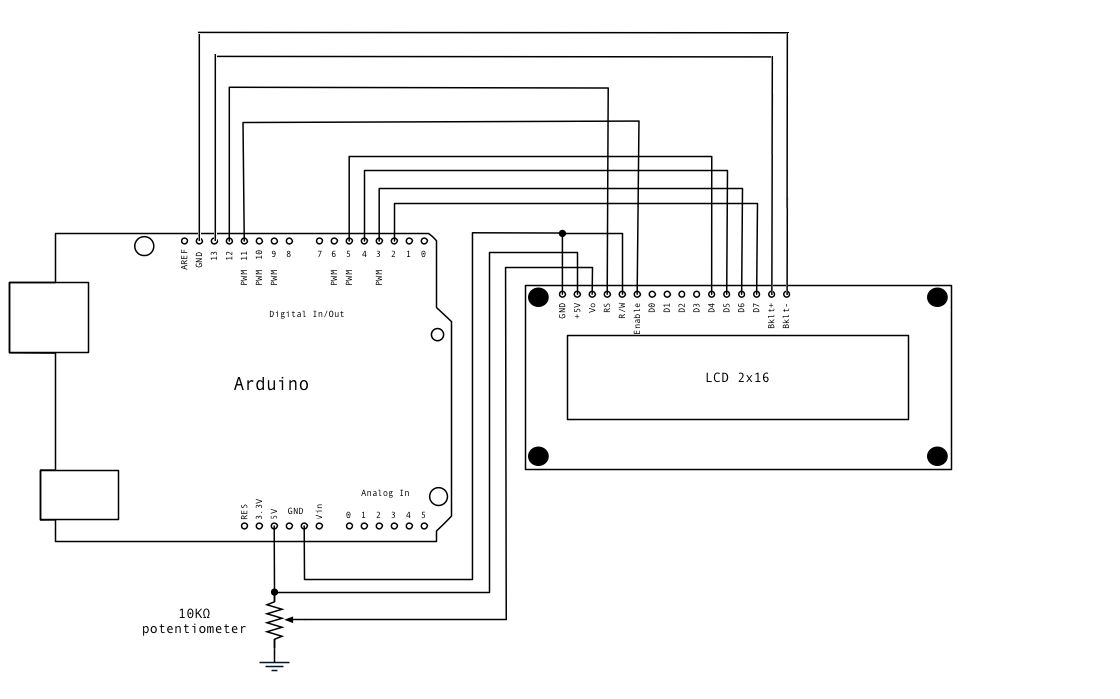 AREF GND 13 12 11 10 9 8 7 6 5 4 3 2 1 0
PWM PWM PWM PWM PWM PWM
Digital In/Out
GND +5V Vo RS R/W Enable D0 D1 D2 D3 D4 D5 D6 D7 Bklt+ Bklt-
Arduino
LCD 2x16
Analog In
RES 3.3V 5V GND Vin 0 1 2 3 4 5
10KΩ
potentiometer